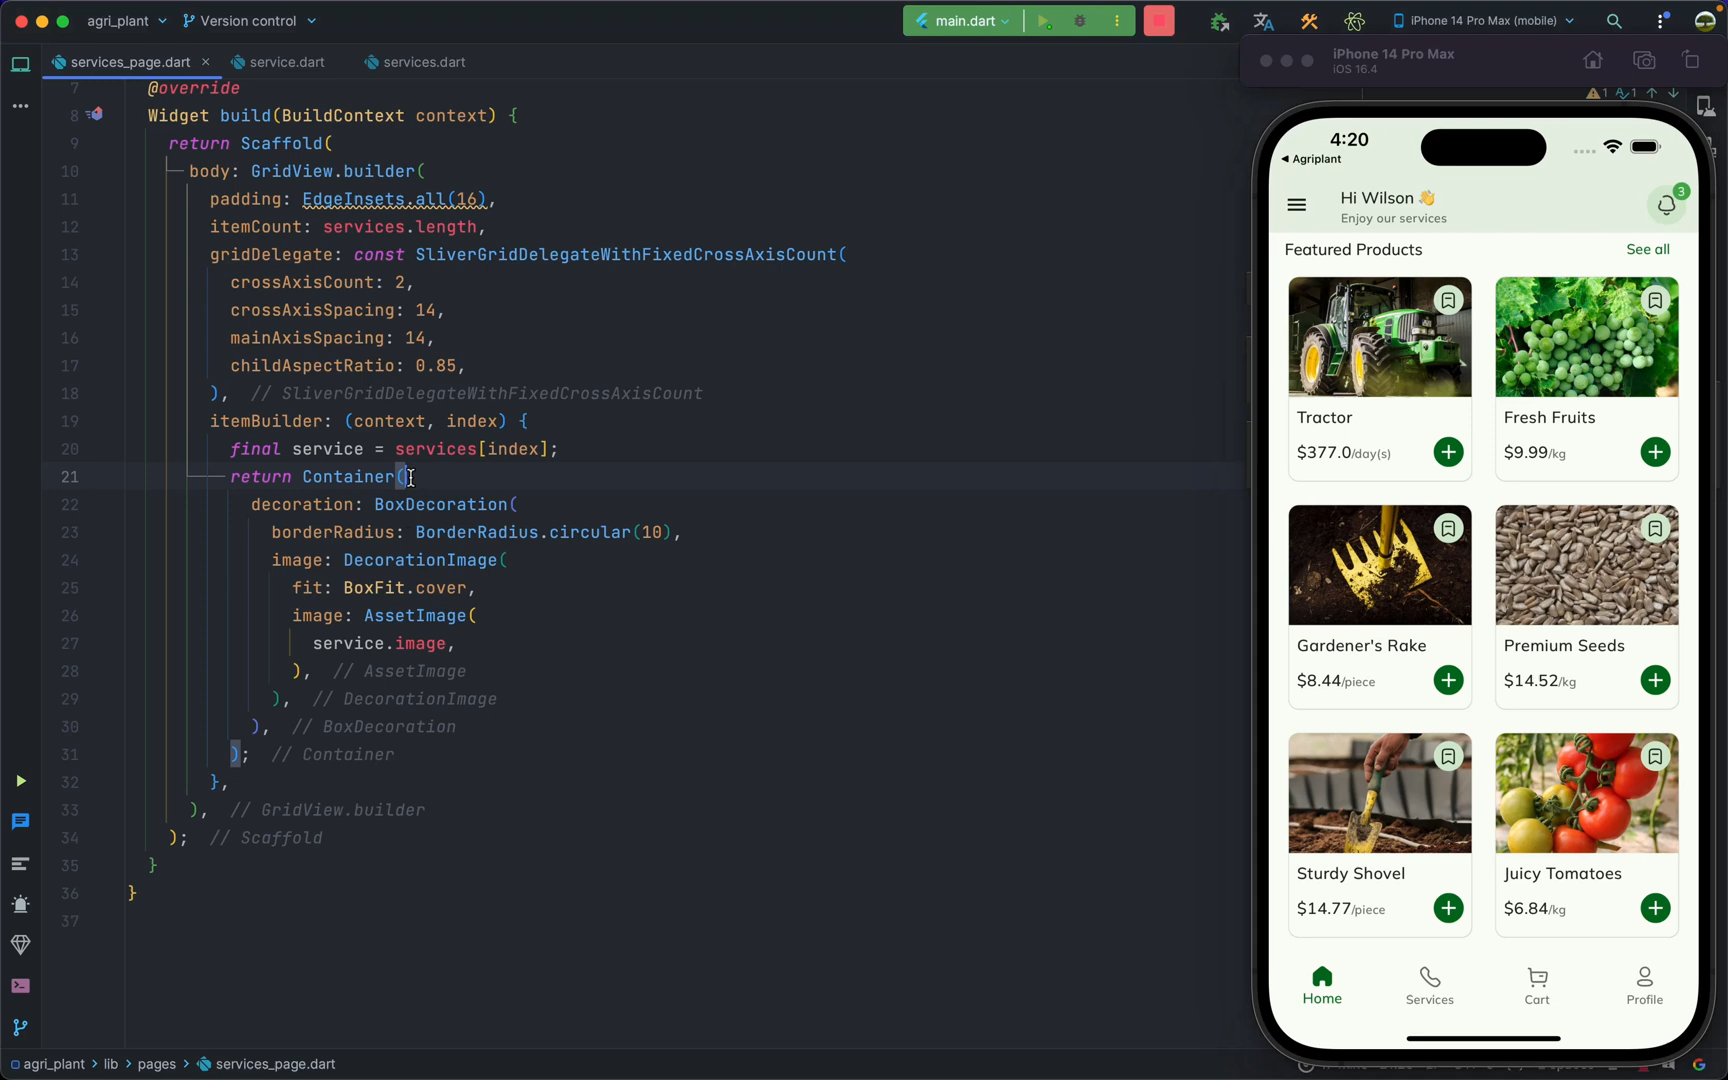 agri_plant
Version control
main.dart
iPhone 14 Pro Max (mobile)
services_page.dart
service.dart
services.dart
iPhone 14 Pro Max
iOS 16.4
1 1
7 @override
8 Widget build(BuildContext context) {
9 return Scaffold(
10 body: GridView.builder(
11 padding: EdgeInsets.all(16),
12 itemCount: services.length,
13 gridDelegate: const SliverGridDelegateWithFixedCrossAxisCount(
14 crossAxisCount: 2,
15 crossAxisSpacing: 14,
16 mainAxisSpacing: 14,
17 childAspectRatio: 0.85,
18 ), // SliverGridDelegateWithFixedCrossAxisCount
19 itemBuilder: (context, index) {
20 final service = services[index];
21 return Container(
22 decoration: BoxDecoration(
23 borderRadius: BorderRadius.circular(10),
24 image: DecorationImage(
25 fit: BoxFit.cover,
26 image: AssetImage(
27 service.image,
28 ), // AssetImage
29 ), // DecorationImage
30 ), // BoxDecoration
31 ); // Container
32 },
33 ), // GridView.builder
34 ); // Scaffold
35 }
36 }
37
4:20
Agriplant
Hi Wilson 👋
Enjoy our services
3
Featured Products
See all
Tractor
$377.0/day(s)
Fresh Fruits
$9.99/kg
Gardener's Rake
$8.44/piece
Premium Seeds
$14.52/kg
Sturdy Shovel
$14.77/piece
Juicy Tomatoes
$6.84/kg
Home
Services
Cart
Profile
agri_plant > lib > pages > services_page.dart